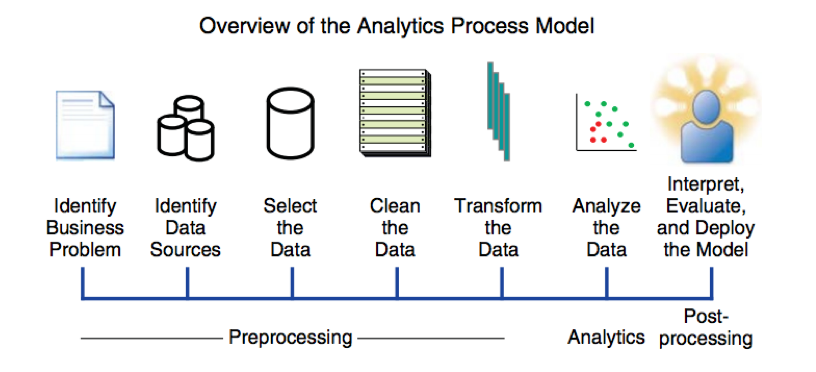 Overview of the Analytics Process Model
Identify
Business
Problem
Identify
Data
Sources
Select
the
Data
Clean
the
Data
Transform
the
Data
Analyze
the
Data
Interpret,
Evaluate,
and Deploy
the Model
Preprocessing
Analytics
Post-
processing